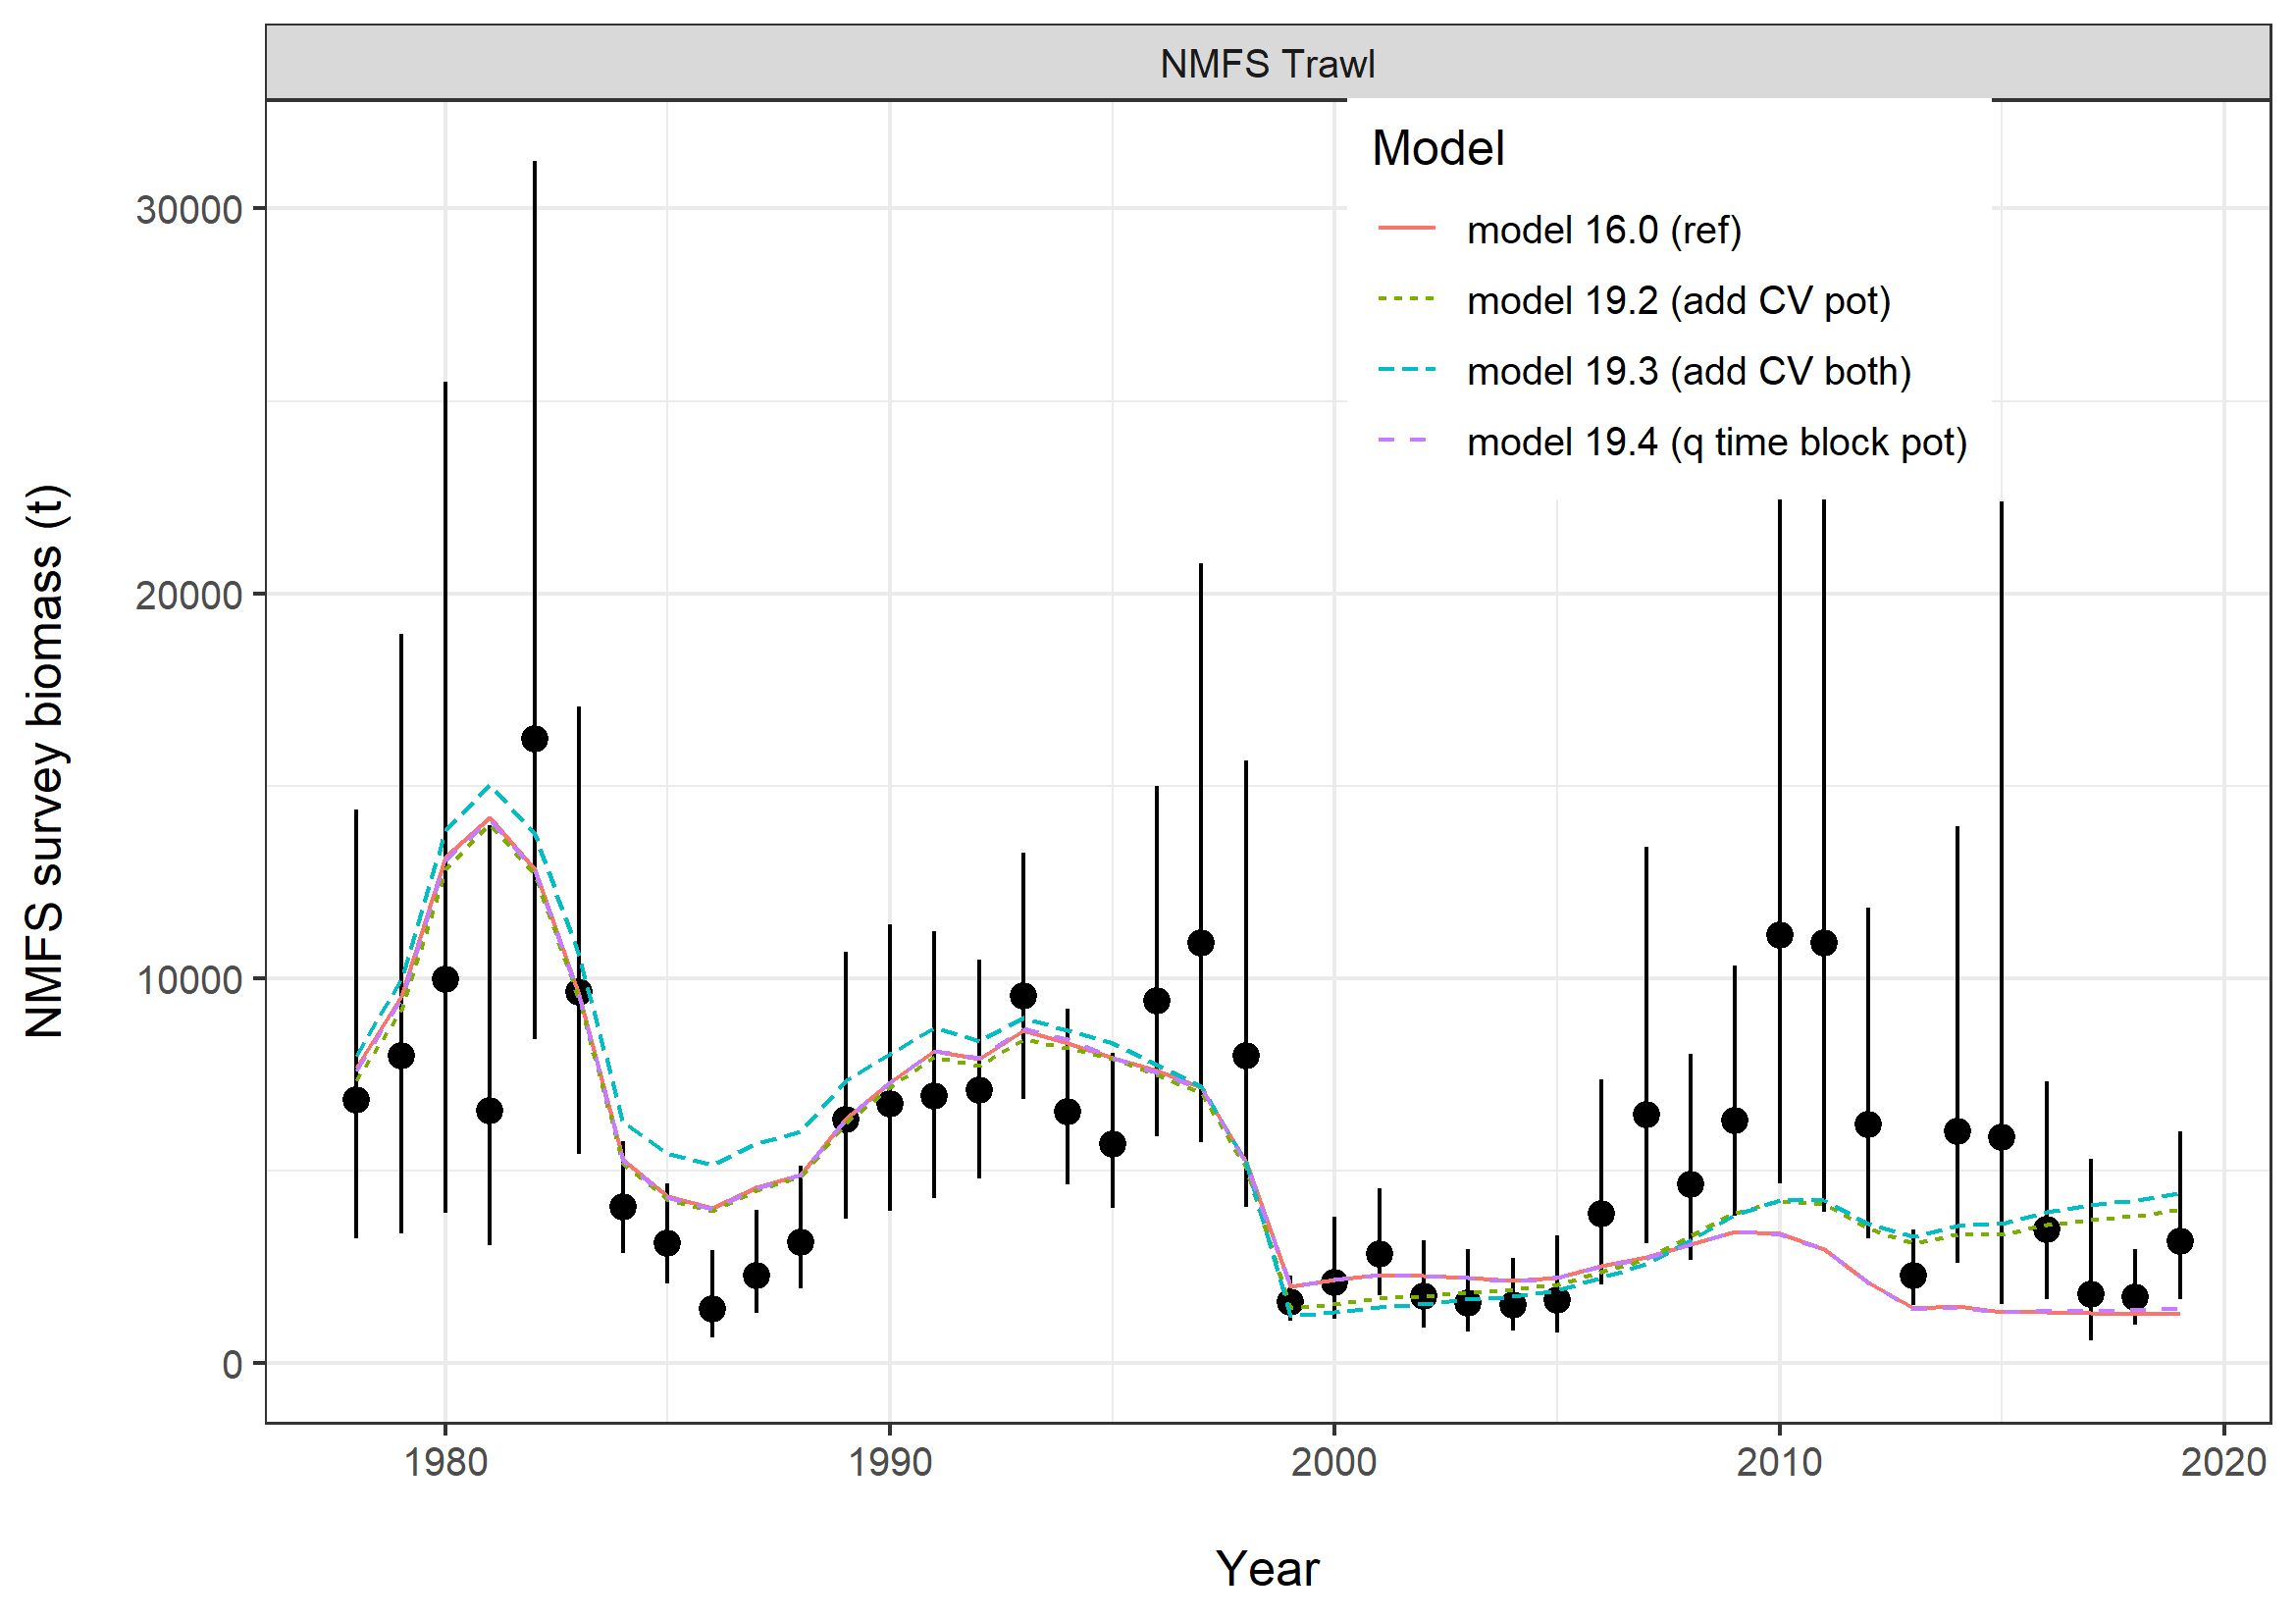 NMFS Trawl
Model
model 16.0 (ref)
model 19.2 (add CV pot)
model 19.3 (add CV both)
model 19.4 (q time block pot)
NMFS survey biomass (t)
30000
20000
10000
0
1980 1990 2000 2010 2020
Year